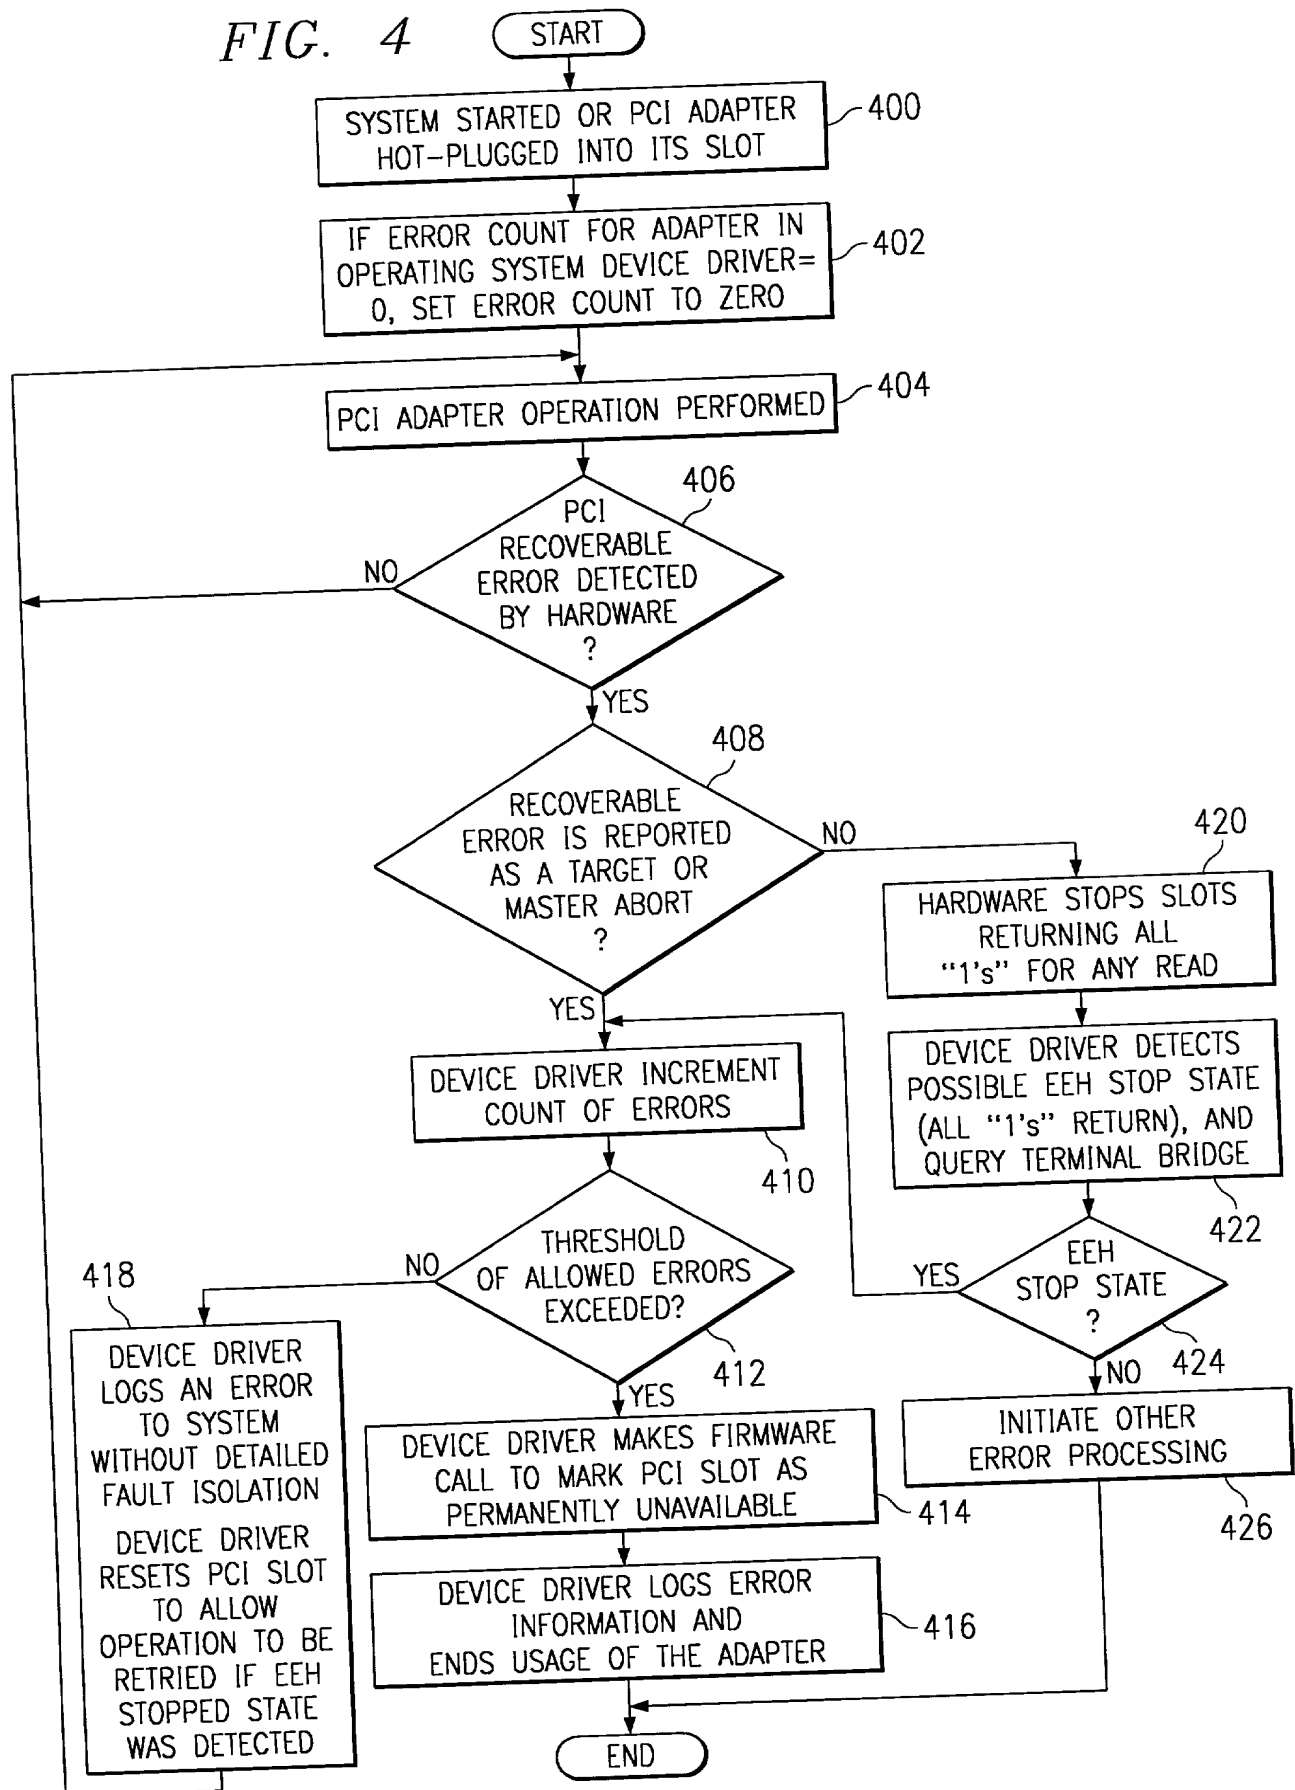 FIG. 4
START
SYSTEM STARTED OR PCI ADAPTER
HOT-PLUGGED INTO ITS SLOT
400
IF ERROR COUNT FOR ADAPTER IN
OPERATING SYSTEM DEVICE DRIVER=
0, SET ERROR COUNT TO ZERO
402
PCI ADAPTER OPERATION PERFORMED
404
406
PCI
RECOVERABLE
ERROR DETECTED
BY HARDWARE
?
NO
YES
408
RECOVERABLE
ERROR IS REPORTED
AS A TARGET OR
MASTER ABORT
?
NO
YES
420
HARDWARE STOPS SLOTS
RETURNING ALL
“1's” FOR ANY READ
DEVICE DRIVER DETECTS
POSSIBLE EEH STOP STATE
(ALL “1's” RETURN), AND
QUERY TERMINAL BRIDGE
422
DEVICE DRIVER INCREMENT
COUNT OF ERRORS
410
EEH
STOP STATE
?
YES
424
NO
THRESHOLD
OF ALLOWED ERRORS
EXCEEDED?
NO
412
YES
418
DEVICE DRIVER
LOGS AN ERROR
TO SYSTEM
WITHOUT DETAILED
FAULT ISOLATION
DEVICE DRIVER
RESETS PCI SLOT
TO ALLOW
OPERATION TO BE
RETRIED IF EEH
STOPPED STATE
WAS DETECTED
DEVICE DRIVER MAKES FIRMWARE
CALL TO MARK PCI SLOT AS
PERMANENTLY UNAVAILABLE
414
INITIATE OTHER
ERROR PROCESSING
426
DEVICE DRIVER LOGS ERROR
INFORMATION AND
ENDS USAGE OF THE ADAPTER
416
END